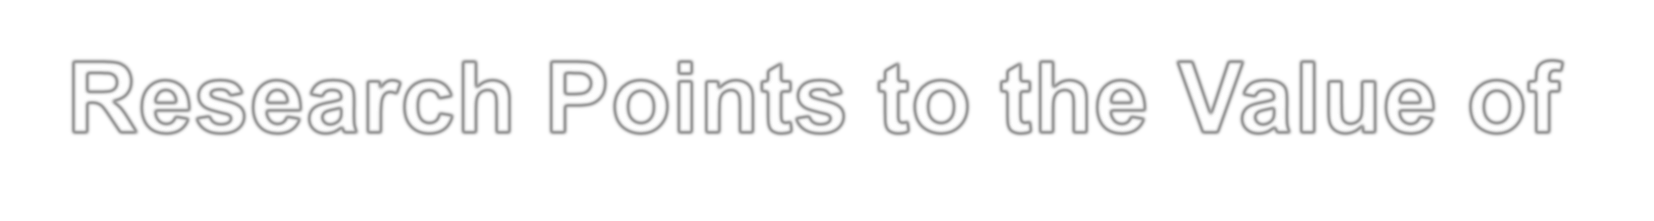 Research Points to the Value of